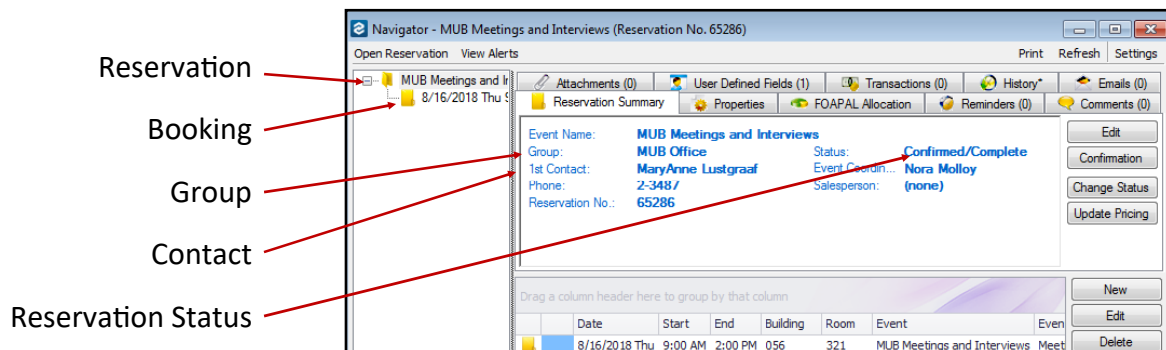 Navigator - MUB Meetings and Interviews (Reservation No. 65286)
Open Reservation View Alerts Print Refresh Settings
Reservation
Booking
Group
Contact
Reservation Status
MUB Meetings and Ir
8/16/2018 Thu 9
Attachments (0) User Defined Fields (1) Transactions (0) History* Emails (0)
Reservation Summary Properties FOAPAL Allocation Reminders (0) Comments (0)
Event Name: MUB Meetings and Interviews
Group: MUB Office Status: Confirmed/Complete
1st Contact: MaryAnne Lustgraaf Event Coordin... Nora Molloy
Phone: 2-3487 Salesperson: (none)
Reservation No.: 65286
Edit
Confirmation
Change Status
Update Pricing
Drag a column header here to group by that column
Date Start End Building Room Event Even
8/16/2018 Thu 9:00 AM 2:00 PM 056 321 MUB Meetings and Interviews Meet
New
Edit
Delete